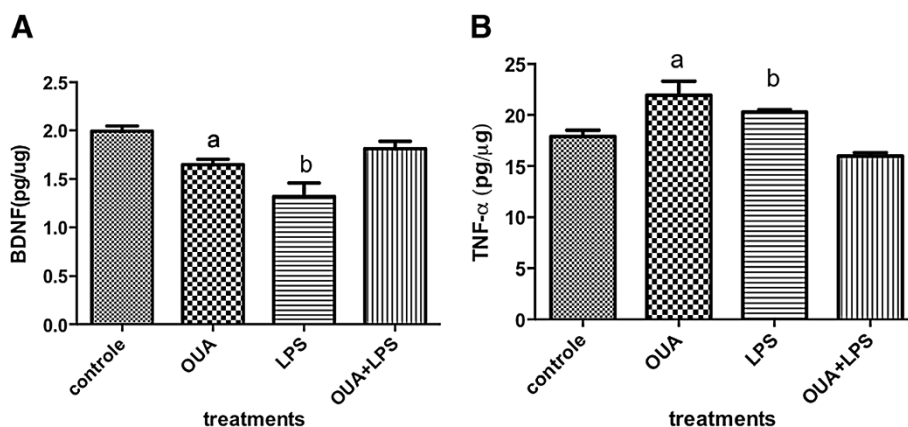 A
BDNF(pg/ug)
2.5
2.0
1.5
1.0
0.5
0.0
a
b
controle
OUA
LPS
OUA+LPS
treatments
B
TNF-α (pg/μg)
25
20
15
10
5
0
a
b
controle
OUA
LPS
OUA+LPS
treatments